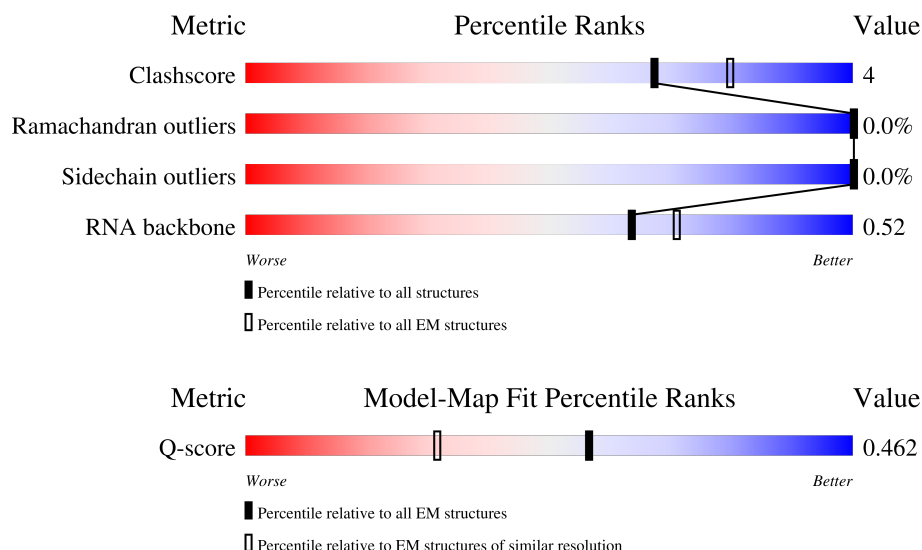 Metric Percentile Ranks Value
Clashscore 4
Ramachandran outliers 0.0%
Sidechain outliers 0.0%
RNA backbone 0.52
Worse Better
Percentile relative to all structures
Percentile relative to all EM structures
Metric Model-Map Fit Percentile Ranks Value
Q-score 0.462
Worse Better
Percentile relative to all EM structures
Percentile relative to EM structures of similar resolution